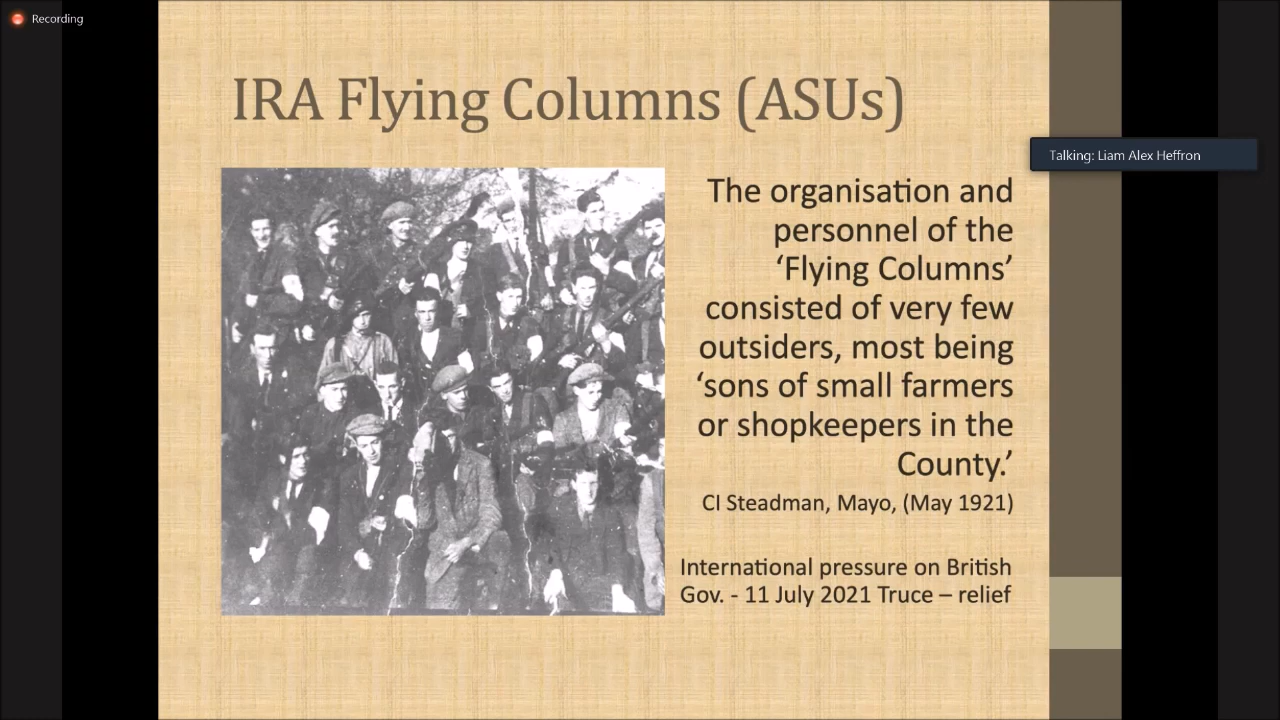 Recording
IRA Flying Columns (ASUs)
Talking: Liam Alex Heffron
The organisation and
personnel of the
‘Flying Columns’
consisted of very few
outsiders, most being
‘sons of small farmers
or shopkeepers in the
County.’
CI Steadman, Mayo, (May 1921)
International pressure on British
Gov. - 11 July 2021 Truce – relief